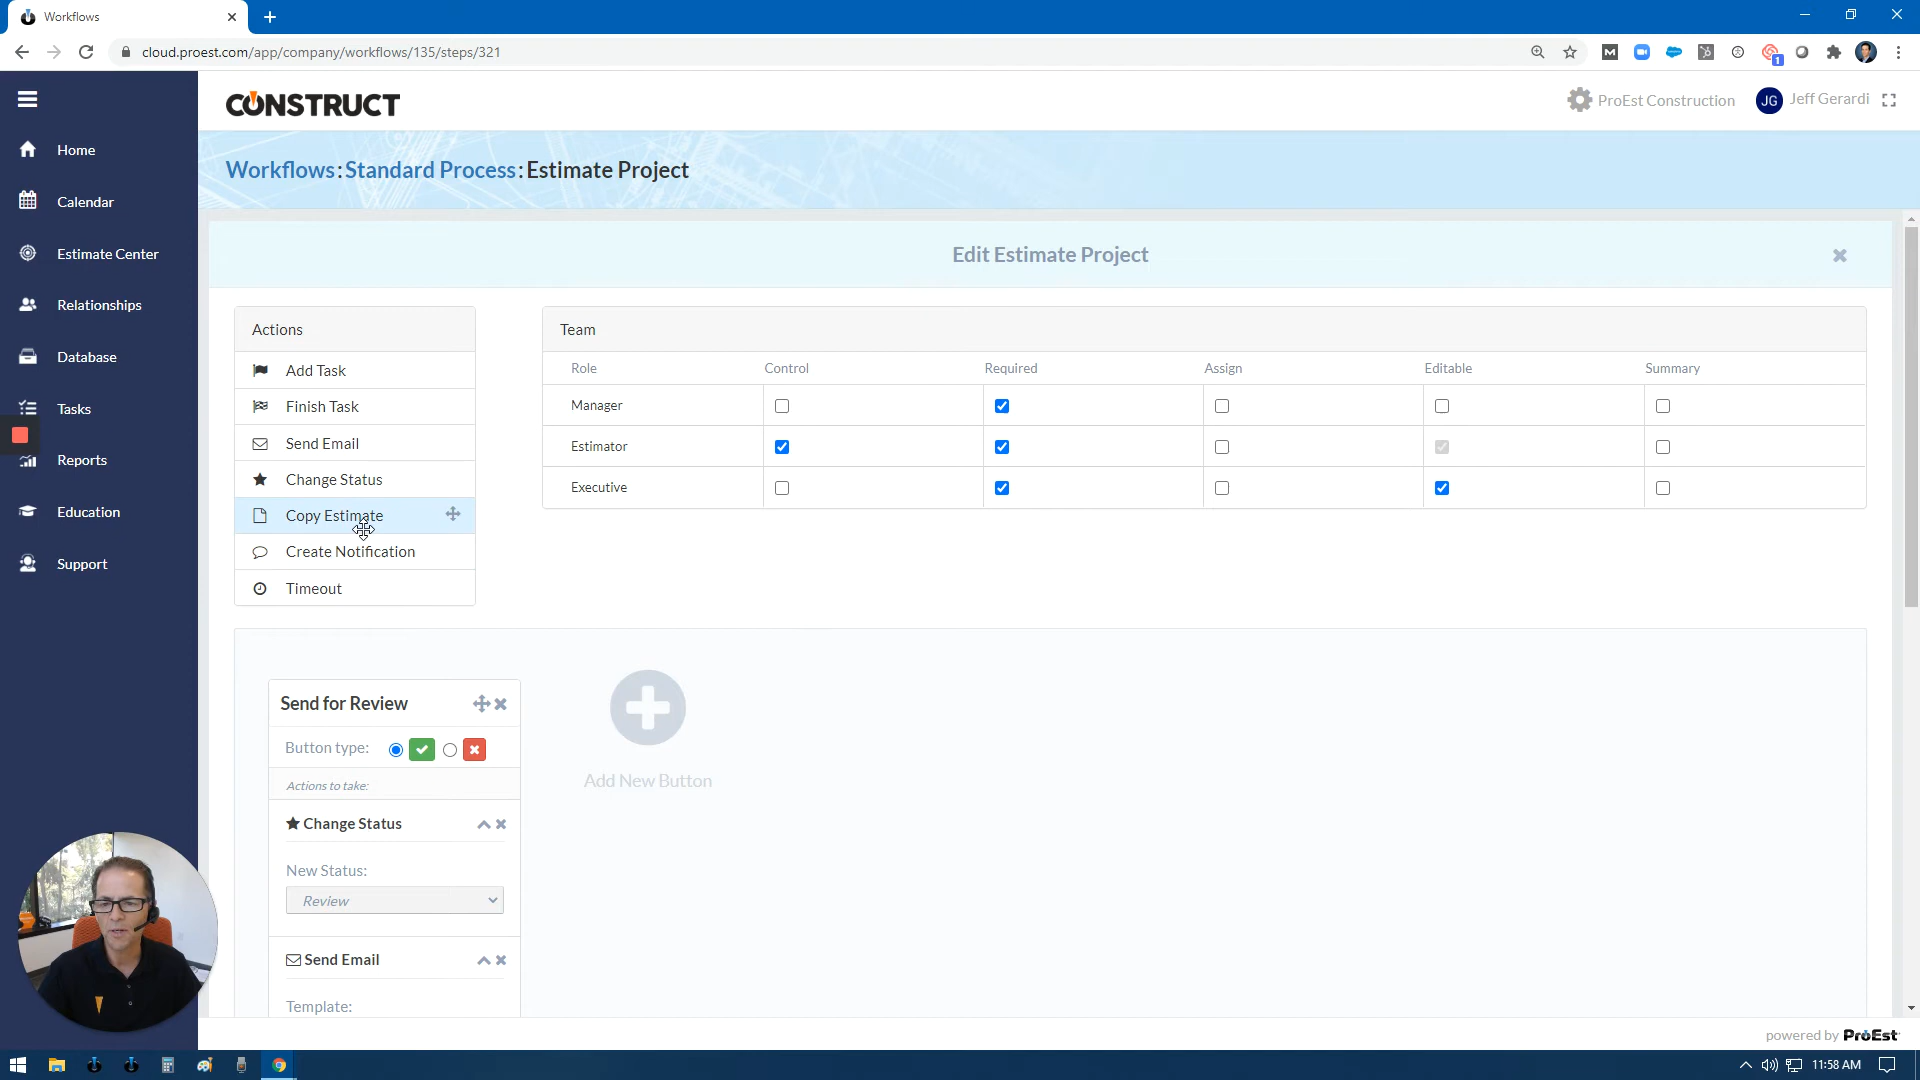 Workflows
cloud.proest.com/app/company/workflows/135/steps/321
1
CONSTRUCT
ProEst Construction
JG
Jeff Gerardi
Home
Calendar
Estimate Center
Relationships
Database
Tasks
Reports
Education
Support
Workflows:Standard Process:Estimate Project
Edit Estimate Project
Actions
Add Task
Finish Task
Send Email
Change Status
Copy Estimate
Create Notification
Timeout
Team
Role Control Required Assign Editable Summary
Manager
Estimator
Executive
Send for Review
Button type:
Actions to take:
Change Status
New Status:
Review
Send Email
Template:
Add New Button
powered by ProEst
11:58 AM